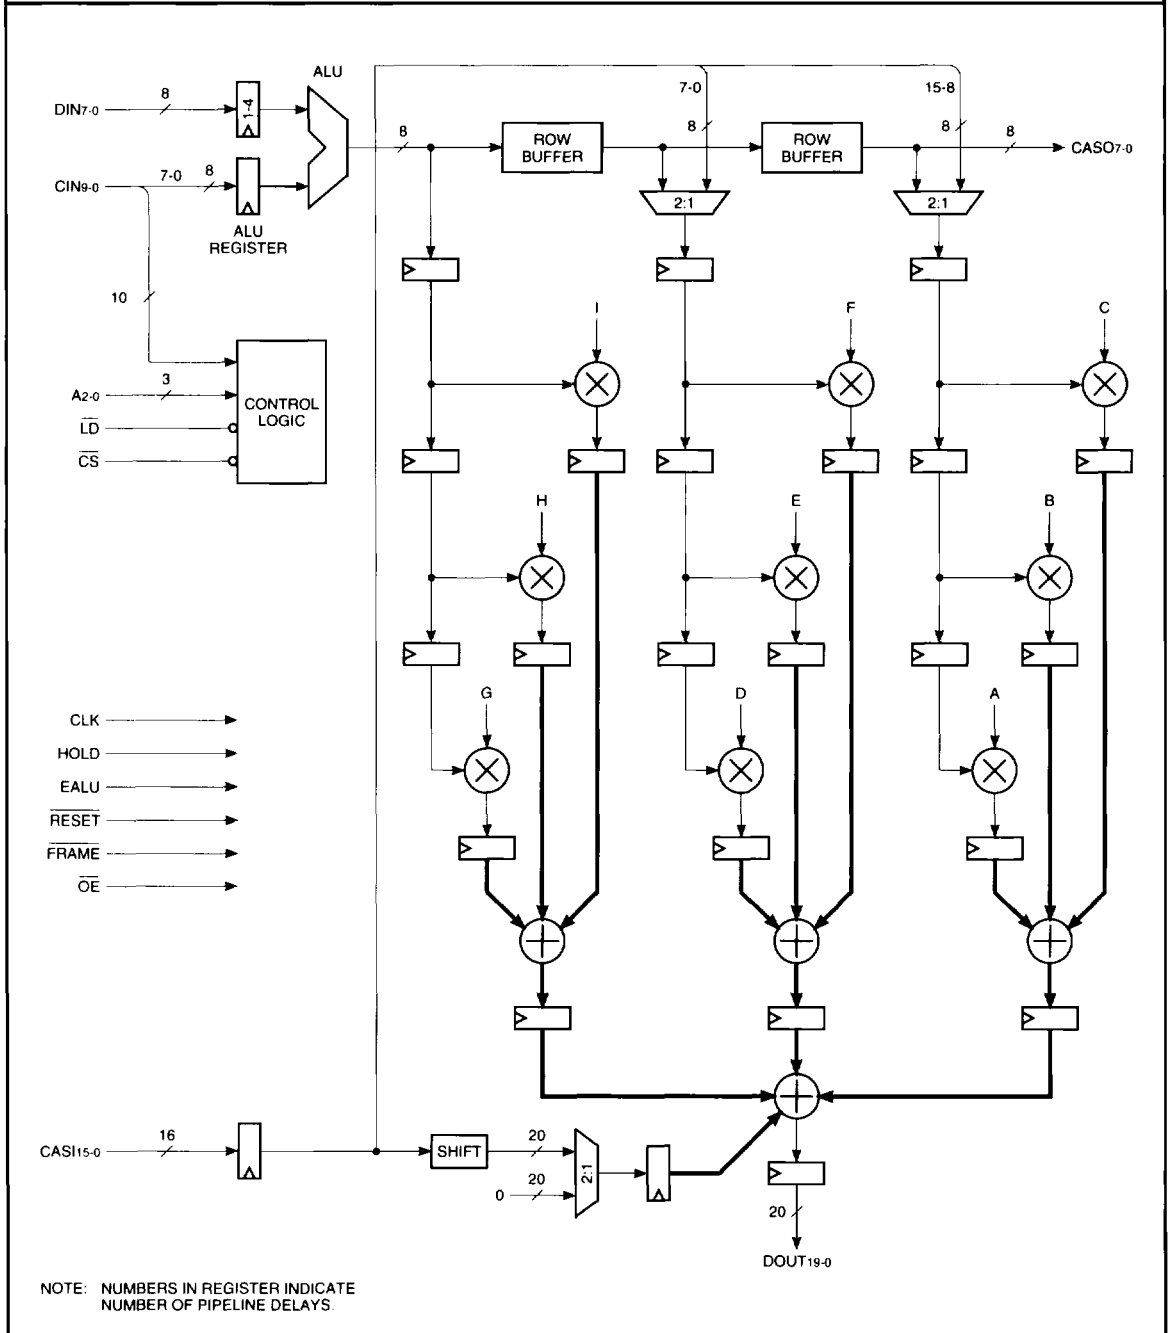 ALU
7-0
15-8
DIN7-0
8
1-4
8
ROW
BUFFER
8
ROW
BUFFER
8
8
CASO7-0
CIN9-0
7-0
8
2:1
2:1
ALU
REGISTER
10
I
F
C
A2-0
3
LD
CS
CONTROL
LOGIC
H
E
B
G
D
A
CLK
HOLD
EALU
RESET
FRAME
OE
CASI15-0
16
SHIFT
20
2:1
0
20
20
DOUT19-0
NOTE: NUMBERS IN REGISTER INDICATE
NUMBER OF PIPELINE DELAYS.